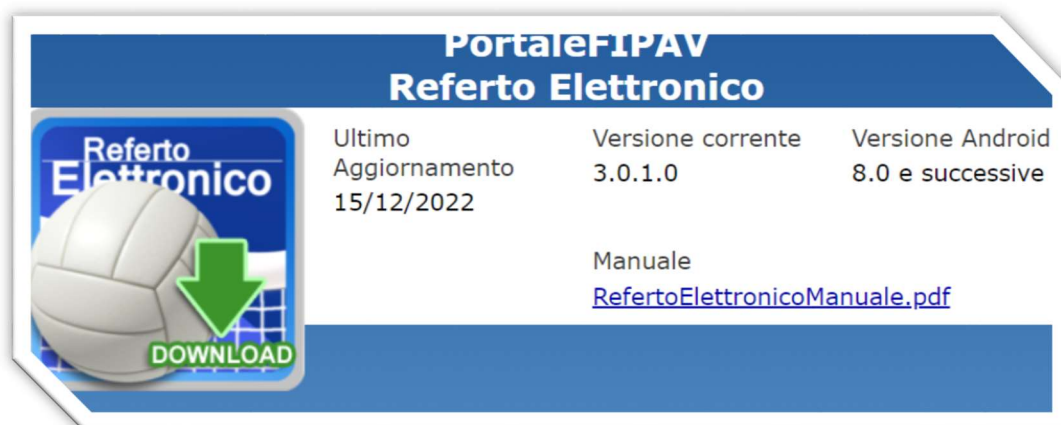 PortaleFIPAV
Referto Elettronico
Referto
Elettronico
DOWNLOAD
Ultimo
Aggiornamento
15/12/2022
Versione corrente
3.0.1.0
Versione Android
8.0 e successive
Manuale
RefertoElettronicoManuale.pdf